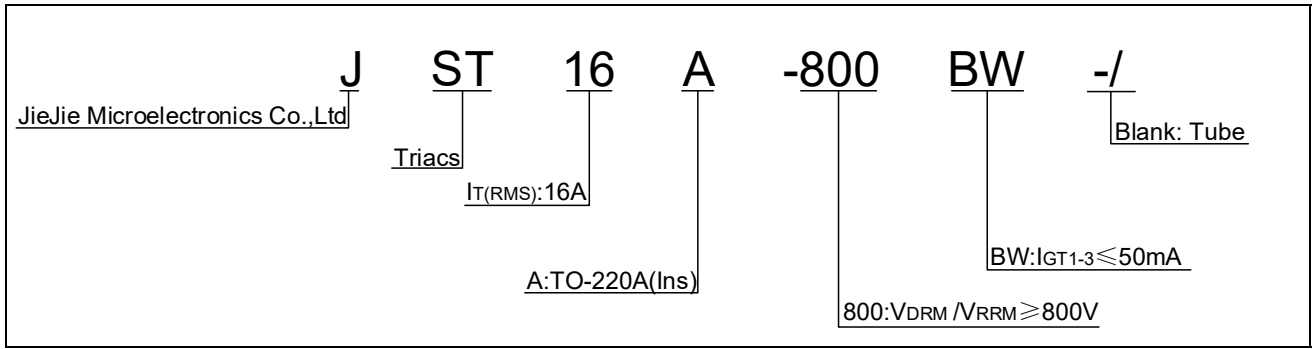 J ST 16 A -800 BW -/
JieJie Microelectronics Co.,Ltd
Blank: Tube
Triacs
IT(RMS):16A
BW:IGT1-3≤50mA
A:TO-220A(Ins)
800:VDRM /VRRM≥800V